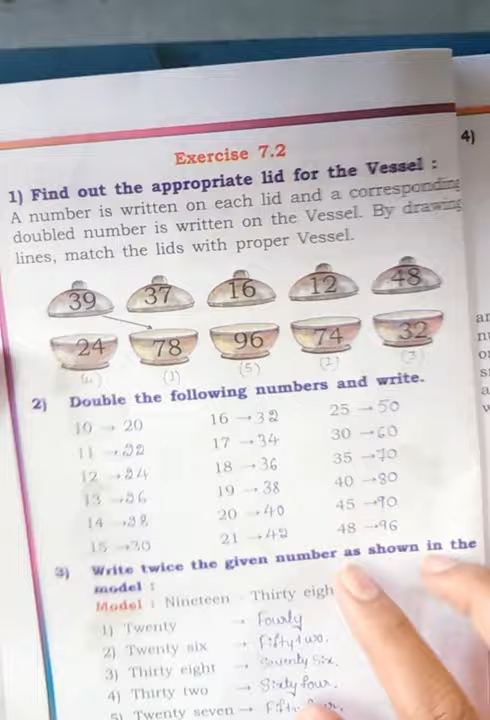 4)
Exercise 7.2
1) Find out the appropriate lid for the Vessel :
A number is written on each lid and a corresponding
doubled number is written on the Vessel. By drawing
lines, match the lids with proper Vessel.
39 37 16 12 48
24 78 96 74 32
(4) (1) (5) (2) (3)
2) Double the following numbers and write.
10 → 20 16 → 32 25 → 50
11 → 22 17 → 34 30 → 60
12 → 24 18 → 36 35 → 70
13 → 26 19 → 38 40 → 80
14 → 28 20 → 40 45 → 90
15 → 30 21 → 42 48 → 96
3) Write twice the given number as shown in the
model :
Model : Nineteen - Thirty eigh
1) Twenty → Fourty
2) Twenty six → Fifty two.
3) Thirty eight → Seventy Six.
4) Thirty two → Sixty four.
5) Twenty seven →